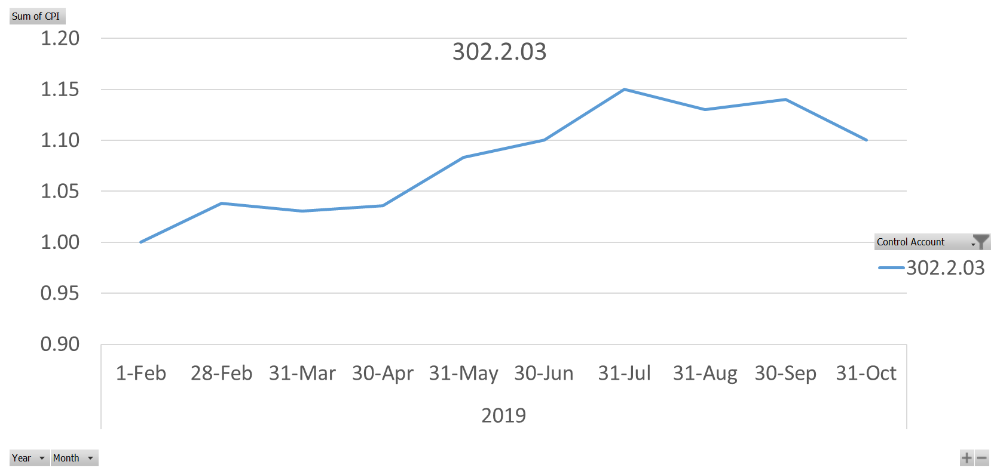 Sum of CPI
302.2.03
1.20
1.15
1.10
1.05
1.00
0.95
0.90
Control Account
302.2.03
1-Feb 28-Feb 31-Mar 30-Apr 31-May 30-Jun 31-Jul 31-Aug 30-Sep 31-Oct
2019
Year Month